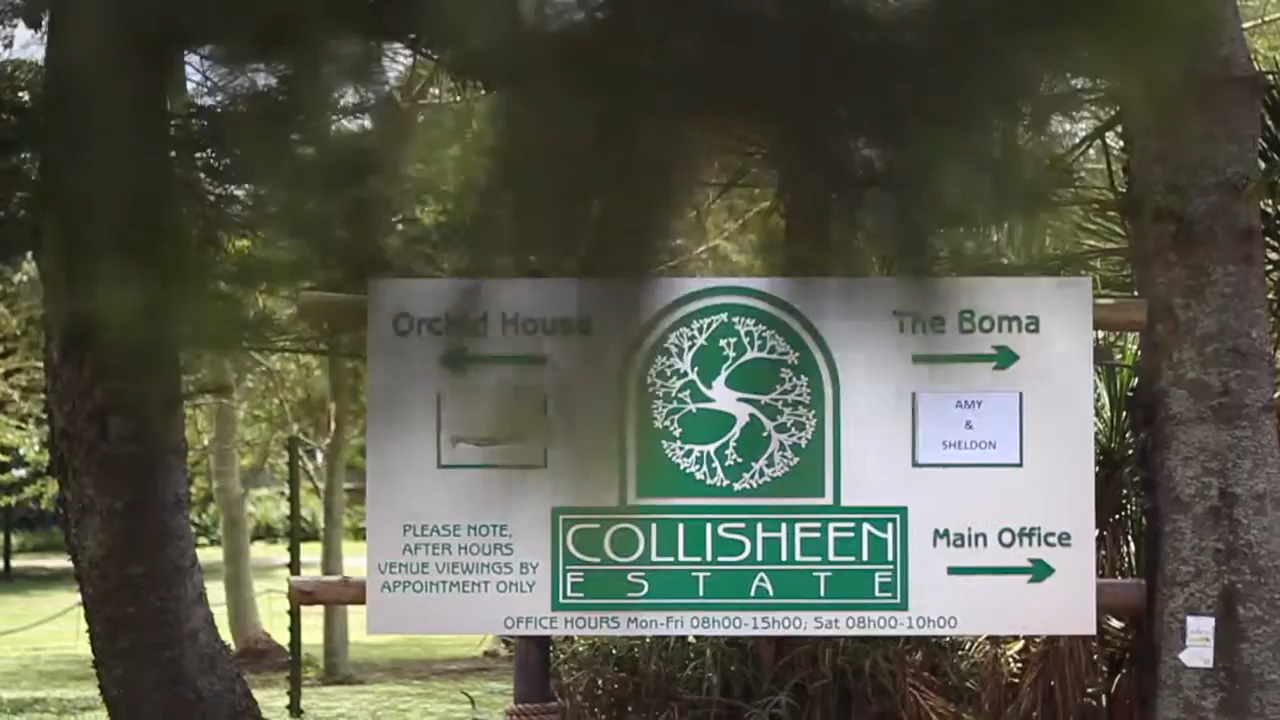 Orchid House
The Boma
AMY
&
SHELDON
PLEASE NOTE,
AFTER HOURS
VENUE VIEWINGS BY
APPOINTMENT ONLY
COLLISHEEN
ESTATE
Main Office
OFFICE HOURS Mon-Fri 08h00-15h00; Sat 08h00-10h00